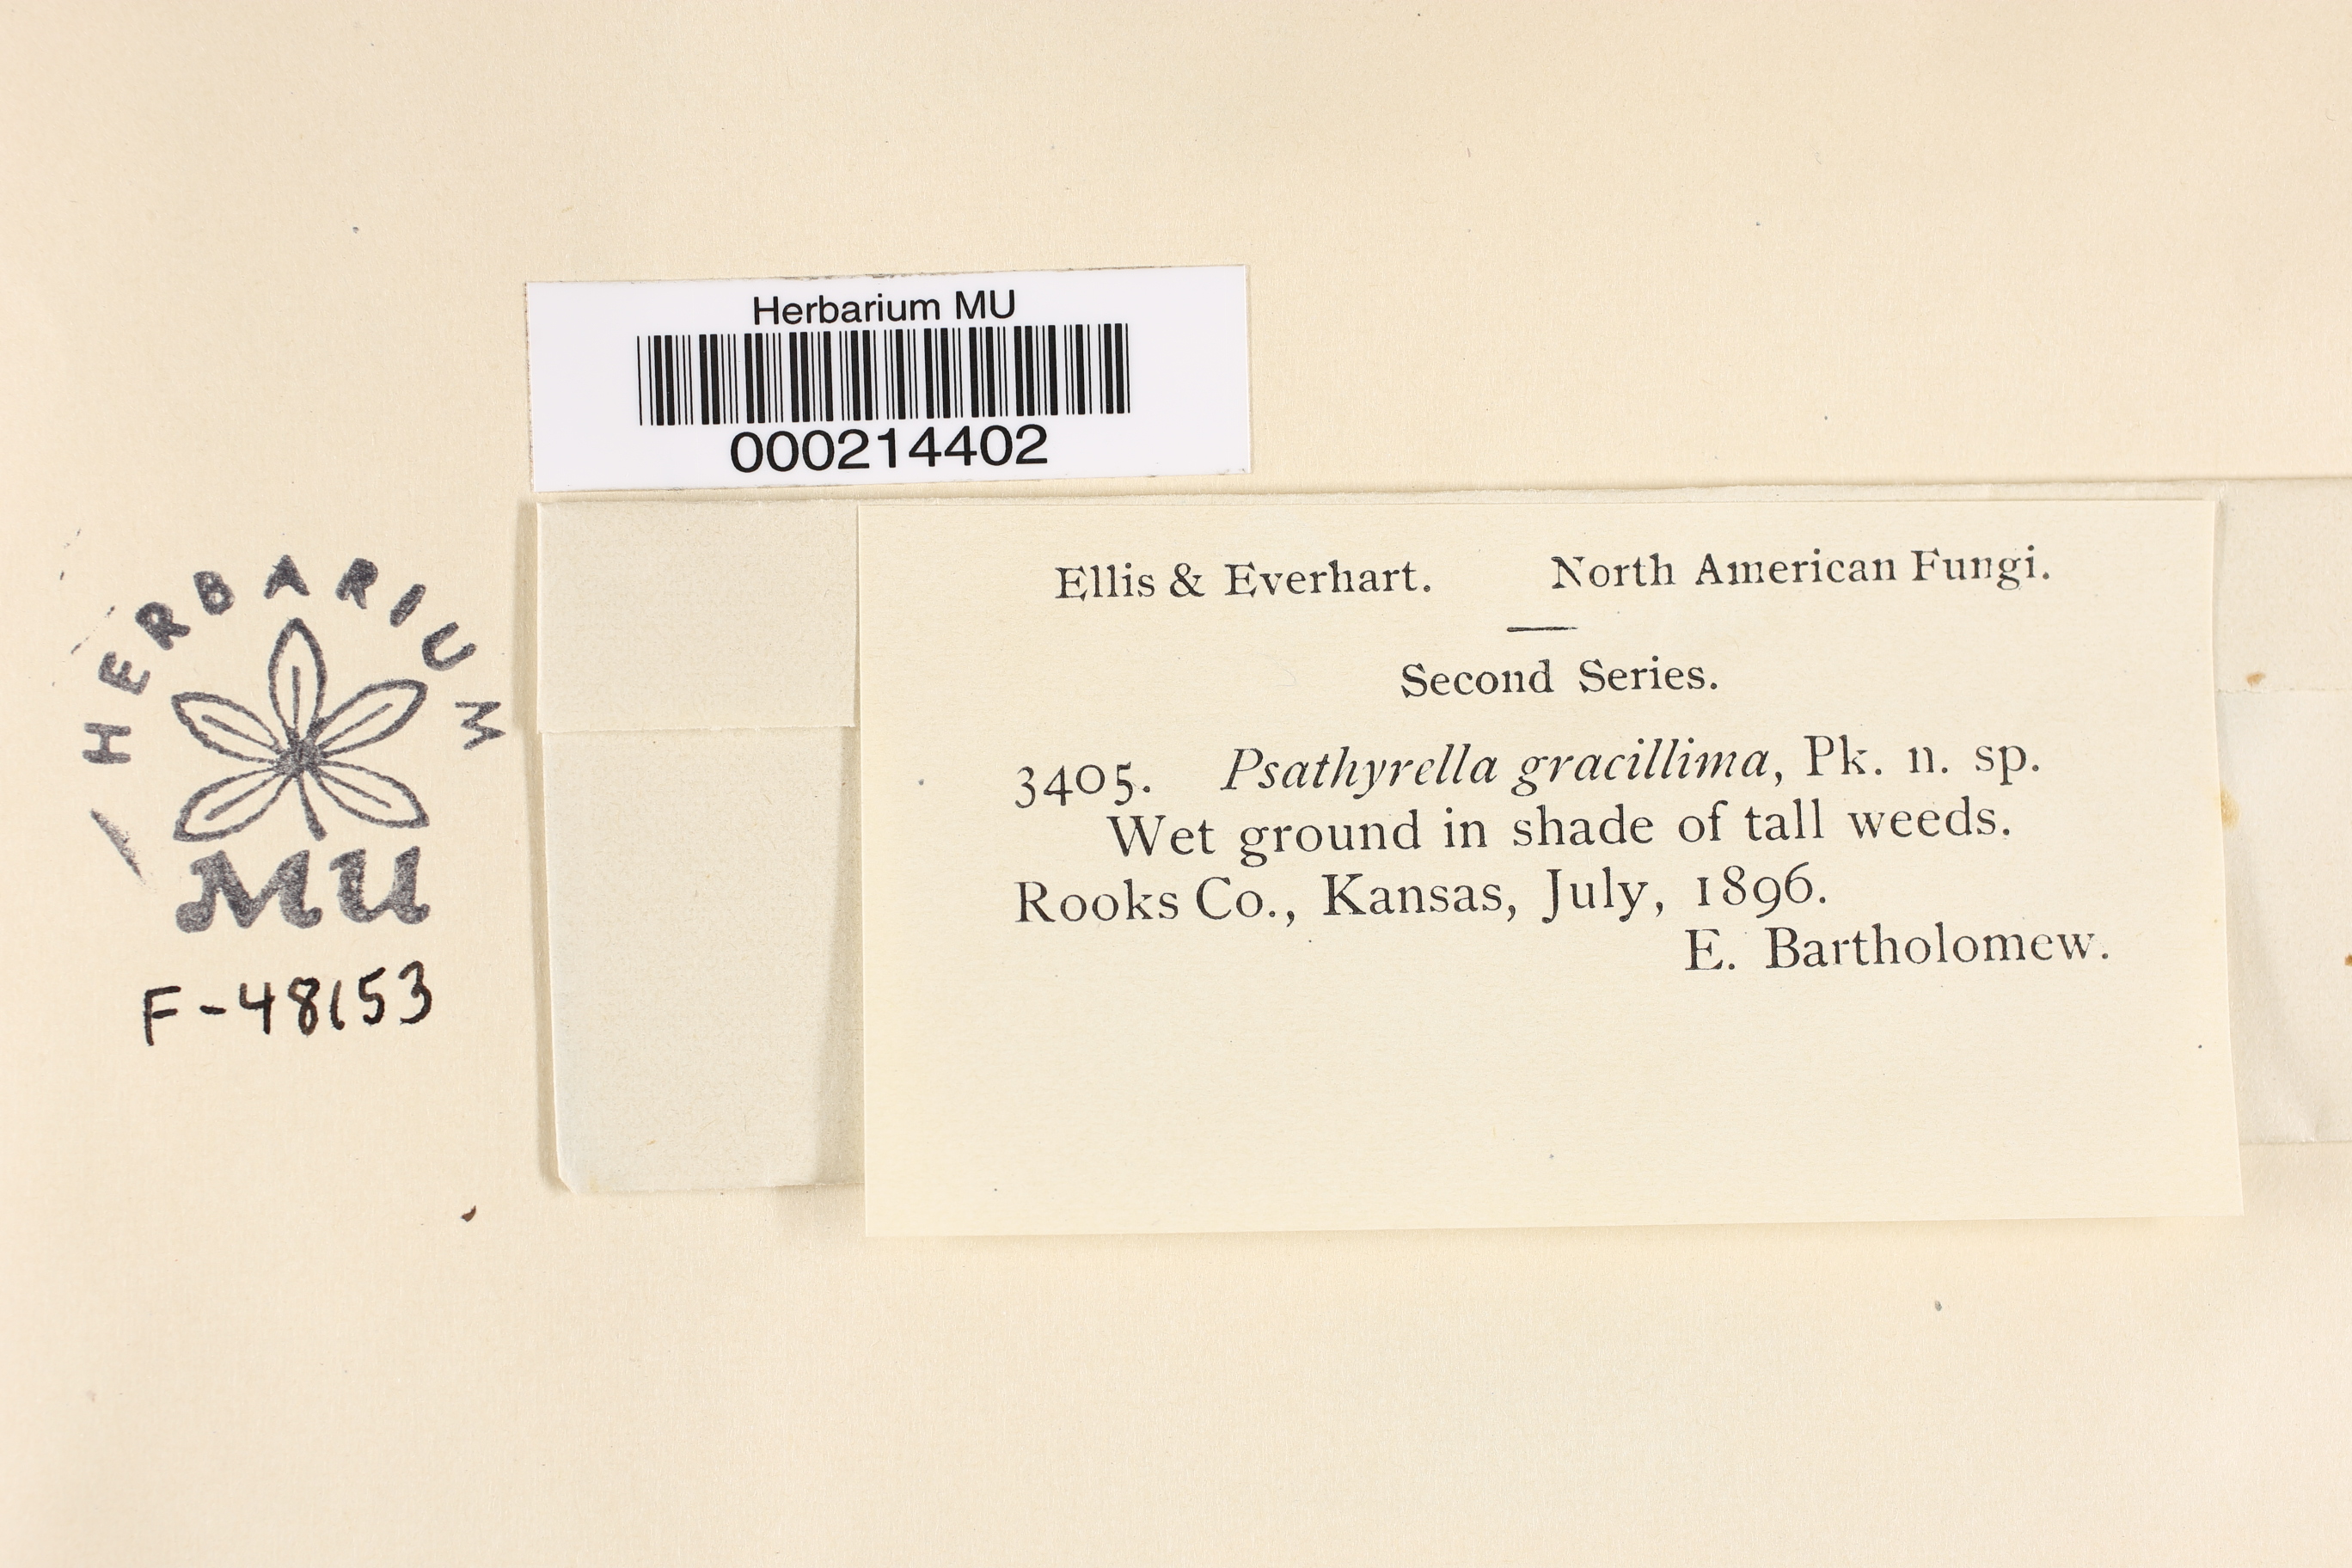 Herbarium MU
000214402
HERBARIUM
MU
F-48153
Ellis & Everhart. North American Fungi.
Second Series.
3405. Psathyrella gracillima, Pk. n. sp.
Wet ground in shade of tall weeds.
Rooks Co., Kansas, July, 1896.
E. Bartholomew.